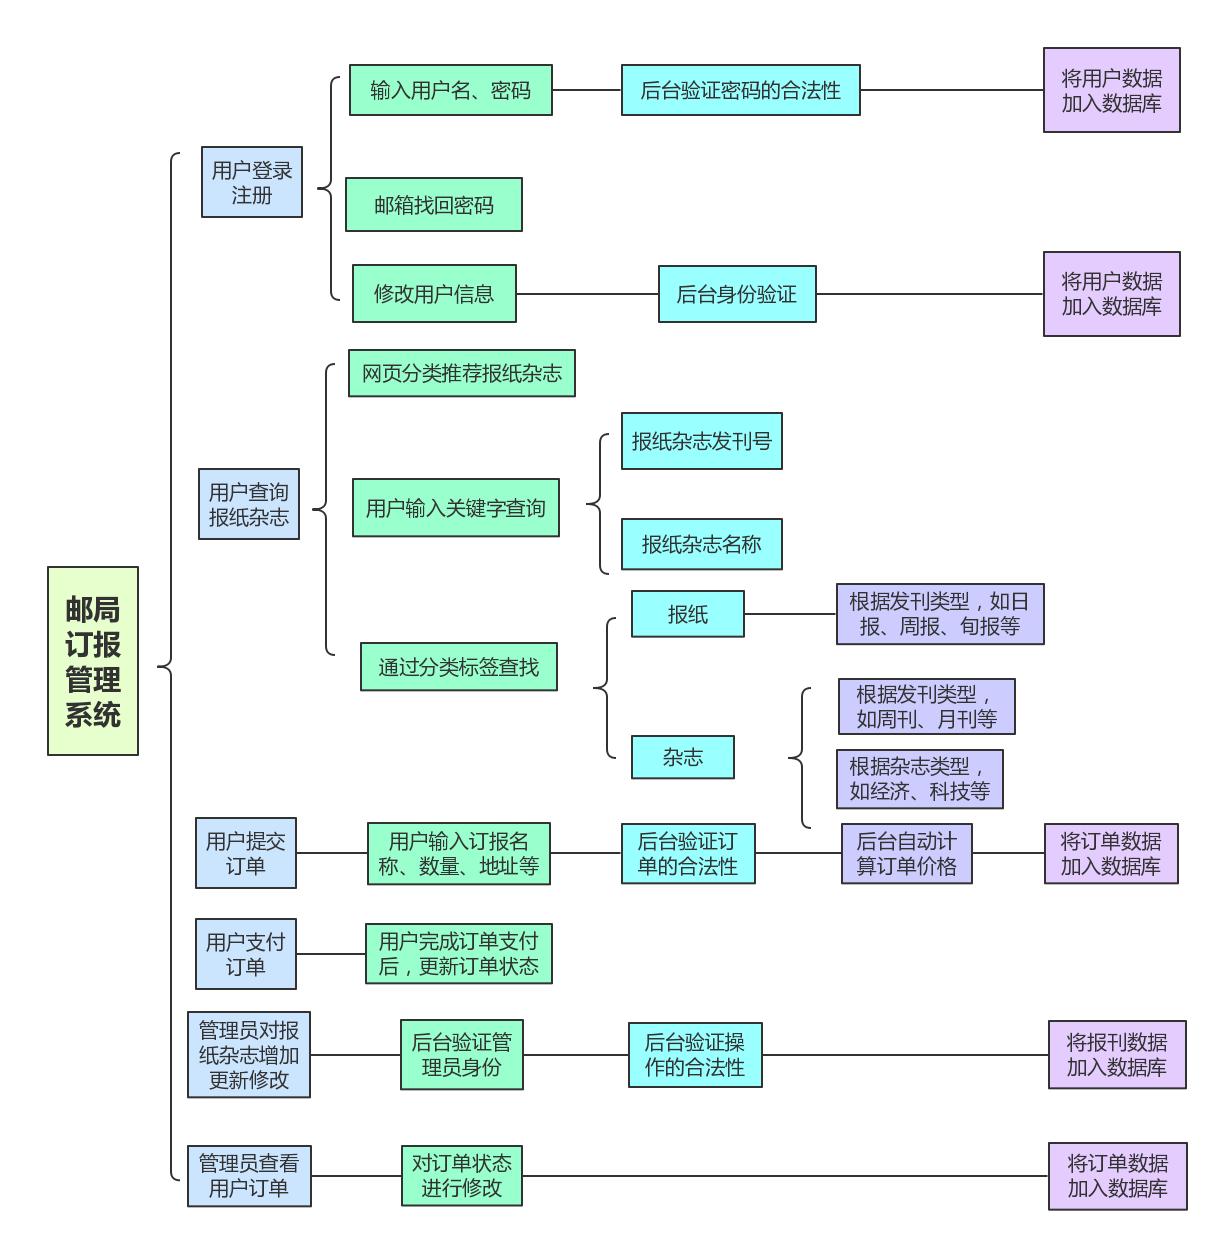 邮局
订报
管理
系统
用户登录
注册
输入用户名、密码
后台验证密码的合法性
将用户数据
加入数据库
邮箱找回密码
修改用户信息
后台身份验证
将用户数据
加入数据库
用户查询
报纸杂志
网页分类推荐报纸杂志
用户输入关键字查询
报纸杂志发刊号
报纸杂志名称
通过分类标签查找
报纸
根据发刊类型，如日
报、周报、旬报等
杂志
根据发刊类型，
如周刊、月刊等
根据杂志类型，
如经济、科技等
用户提交
订单
用户输入订报名
称、数量、地址等
后台验证订
单的合法性
后台自动计
算订单价格
将订单数据
加入数据库
用户支付
订单
用户完成订单支付
后，更新订单状态
管理员对报
纸杂志增加
更新修改
后台验证管
理员身份
后台验证操
作的合法性
将报刊数据
加入数据库
管理员查看
用户订单
对订单状态
进行修改
将订单数据
加入数据库